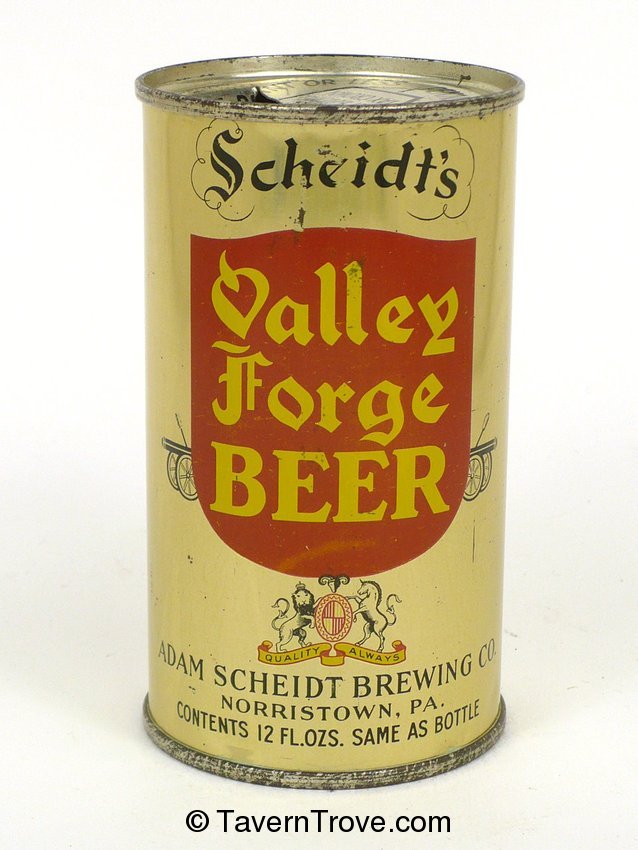 Scheidt's
Valley
Forge
BEER
QUALITY ALWAYS
ADAM SCHEIDT BREWING CO.
NORRISTOWN, PA.
CONTENTS 12 FL.OZS. SAME AS BOTTLE
© TavernTrove.com